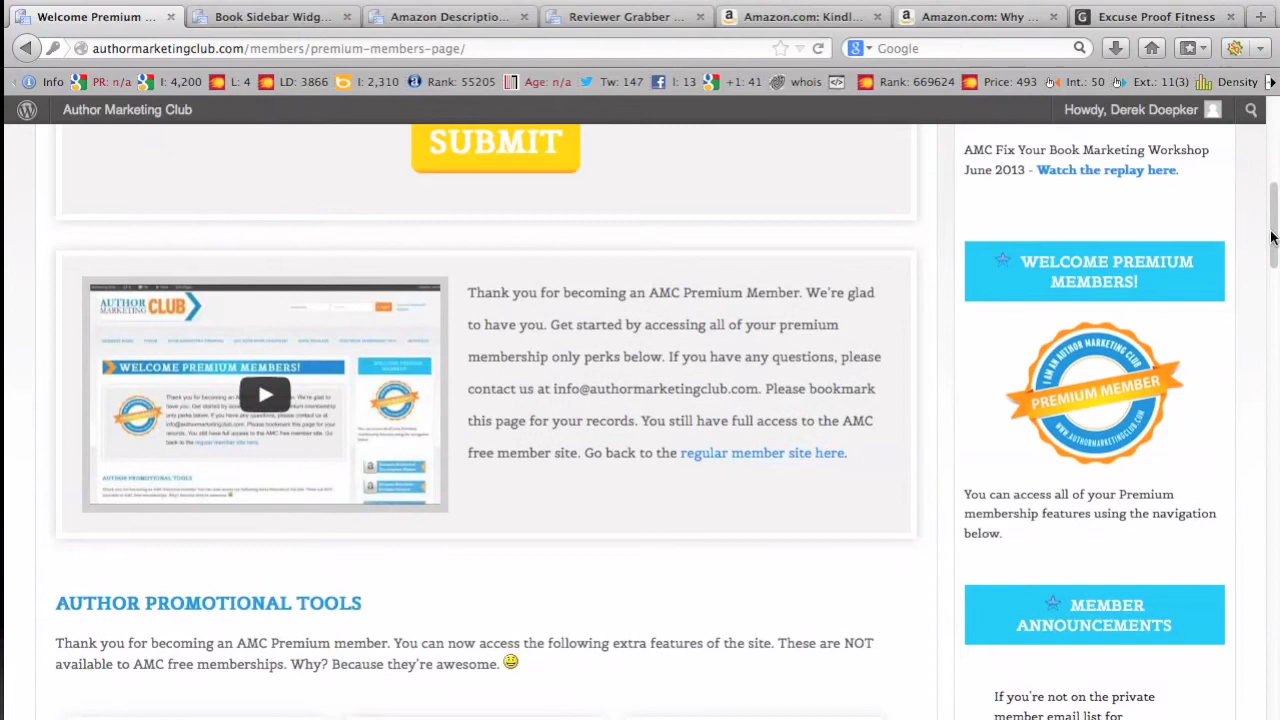 Welcome Premium ... Book Sidebar Widg... Amazon Descriptio... Reviewer Grabber ... Amazon.com: Kindl... Amazon.com: Why ... Excuse Proof Fitness
authormarketingclub.com/members/premium-members-page/ Google
Info PR: n/a I: 4,200 L: 4 LD: 3866 I: 2,310 Rank: 55205 Age: n/a Tw: 147 I: 13 +1: 41 whois Rank: 669624 Price: 493 Int.: 50 Ext.: 11(3) Density
Author Marketing Club Howdy, Derek Doepker
SUBMIT
AUTHOR
MARKETING CLUB
WELCOME PREMIUM MEMBERS!
Thank you for becoming an AMC Premium Member. We're glad
to have you. Get started by accessing all of your premium
membership only perks below. If you have any questions, please
contact us at info@authormarketingclub.com. Please bookmark
this page for your records. You still have full access to the AMC
free member site. Go back to the regular member site here.
AUTHOR PROMOTIONAL TOOLS
Thank you for becoming an AMC Premium member. You can now access the following extra features of the site. These are NOT
available to AMC free memberships. Why? Because they're awesome.
AMC Fix Your Book Marketing Workshop
June 2013 - Watch the replay here.
WELCOME PREMIUM
MEMBERS!
I AM AN AUTHOR MARKETING CLUB
PREMIUM MEMBER
WWW.AUTHORMARKETINGCLUB.COM
You can access all of your Premium
membership features using the navigation
below.
MEMBER
ANNOUNCEMENTS
If you're not on the private
member email list for